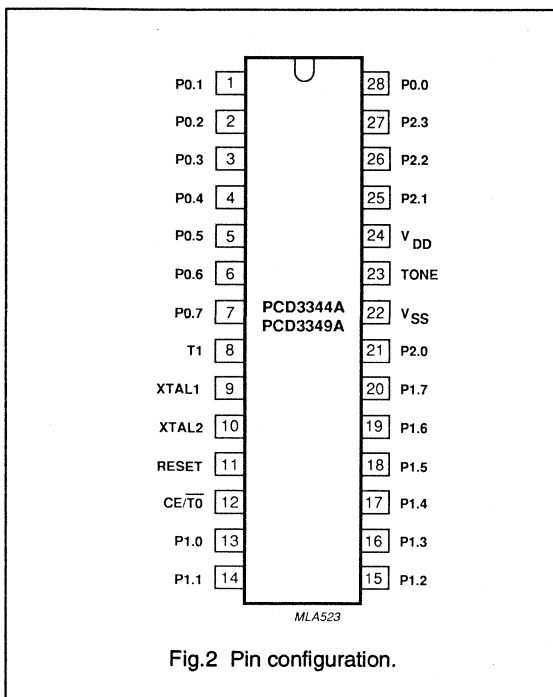 P0.1 1 28 P0.0
P0.2 2 27 P2.3
P0.3 3 26 P2.2
P0.4 4 25 P2.1
P0.5 5 24 VDD
P0.6 6 23 TONE
P0.7 7 PCD3344A 22 VSS
PCD3349A
T1 8 21 P2.0
XTAL1 9 20 P1.7
XTAL2 10 19 P1.6
RESET 11 18 P1.5
CE/T0 12 17 P1.4
P1.0 13 16 P1.3
P1.1 14 15 P1.2
MLA523
Fig.2 Pin configuration.